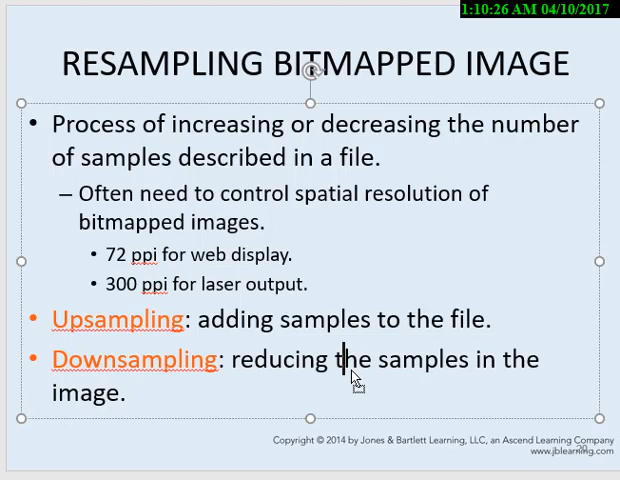 1:10:26 AM 04/10/2017
RESAMPLING BITMAPPED IMAGE
• Process of increasing or decreasing the number
of samples described in a file.
– Often need to control spatial resolution of
bitmapped images.
• 72 ppi for web display.
• 300 ppi for laser output.
• Upsampling: adding samples to the file.
• Downsampling: reducing the samples in the
image.
Copyright © 2014 by Jones & Bartlett Learning, LLC, an Ascend Learning Company
www.jblearning.com